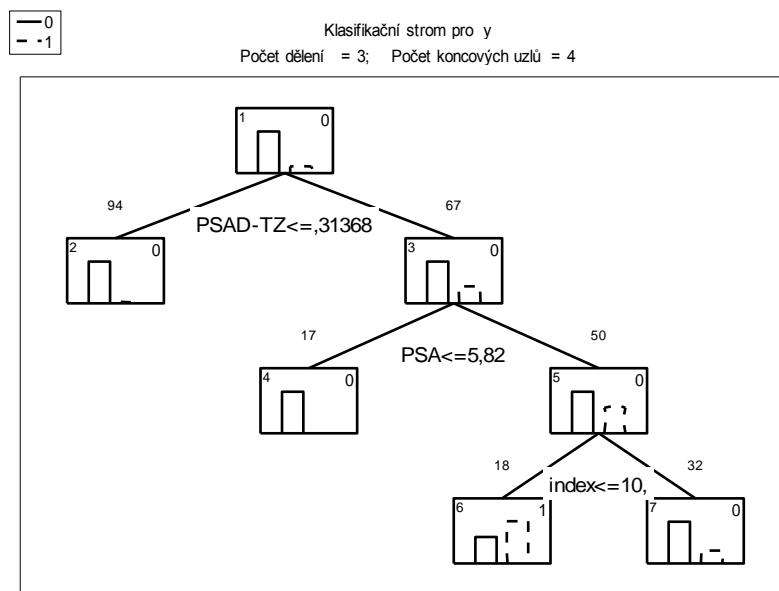 0
1
Klasifikační strom pro y
Počet dělení = 3; Počet koncových uzlů = 4
1 0
94 67
PSAD-TZ<=,31368
2 0
3 0
17 50
PSA<=5,82
4 0
5 0
18 32
index<=10,
6 1
7 0